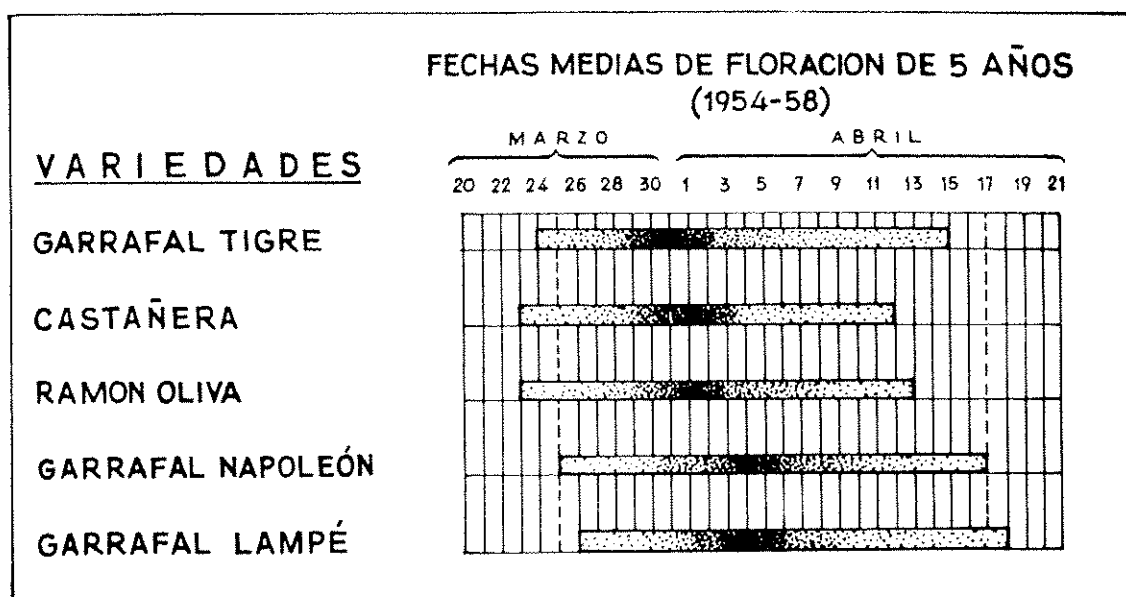 FECHAS MEDIAS DE FLORACION DE 5 AÑOS
(1954-58)
MARZO ABRIL
VARIEDADES
20 22 24 26 28 30 1 3 5 7 9 11 13 15 17 19 21
GARRAFAL TIGRE
CASTAÑERA
RAMON OLIVA
GARRAFAL NAPOLEÓN
GARRAFAL LAMPÉ